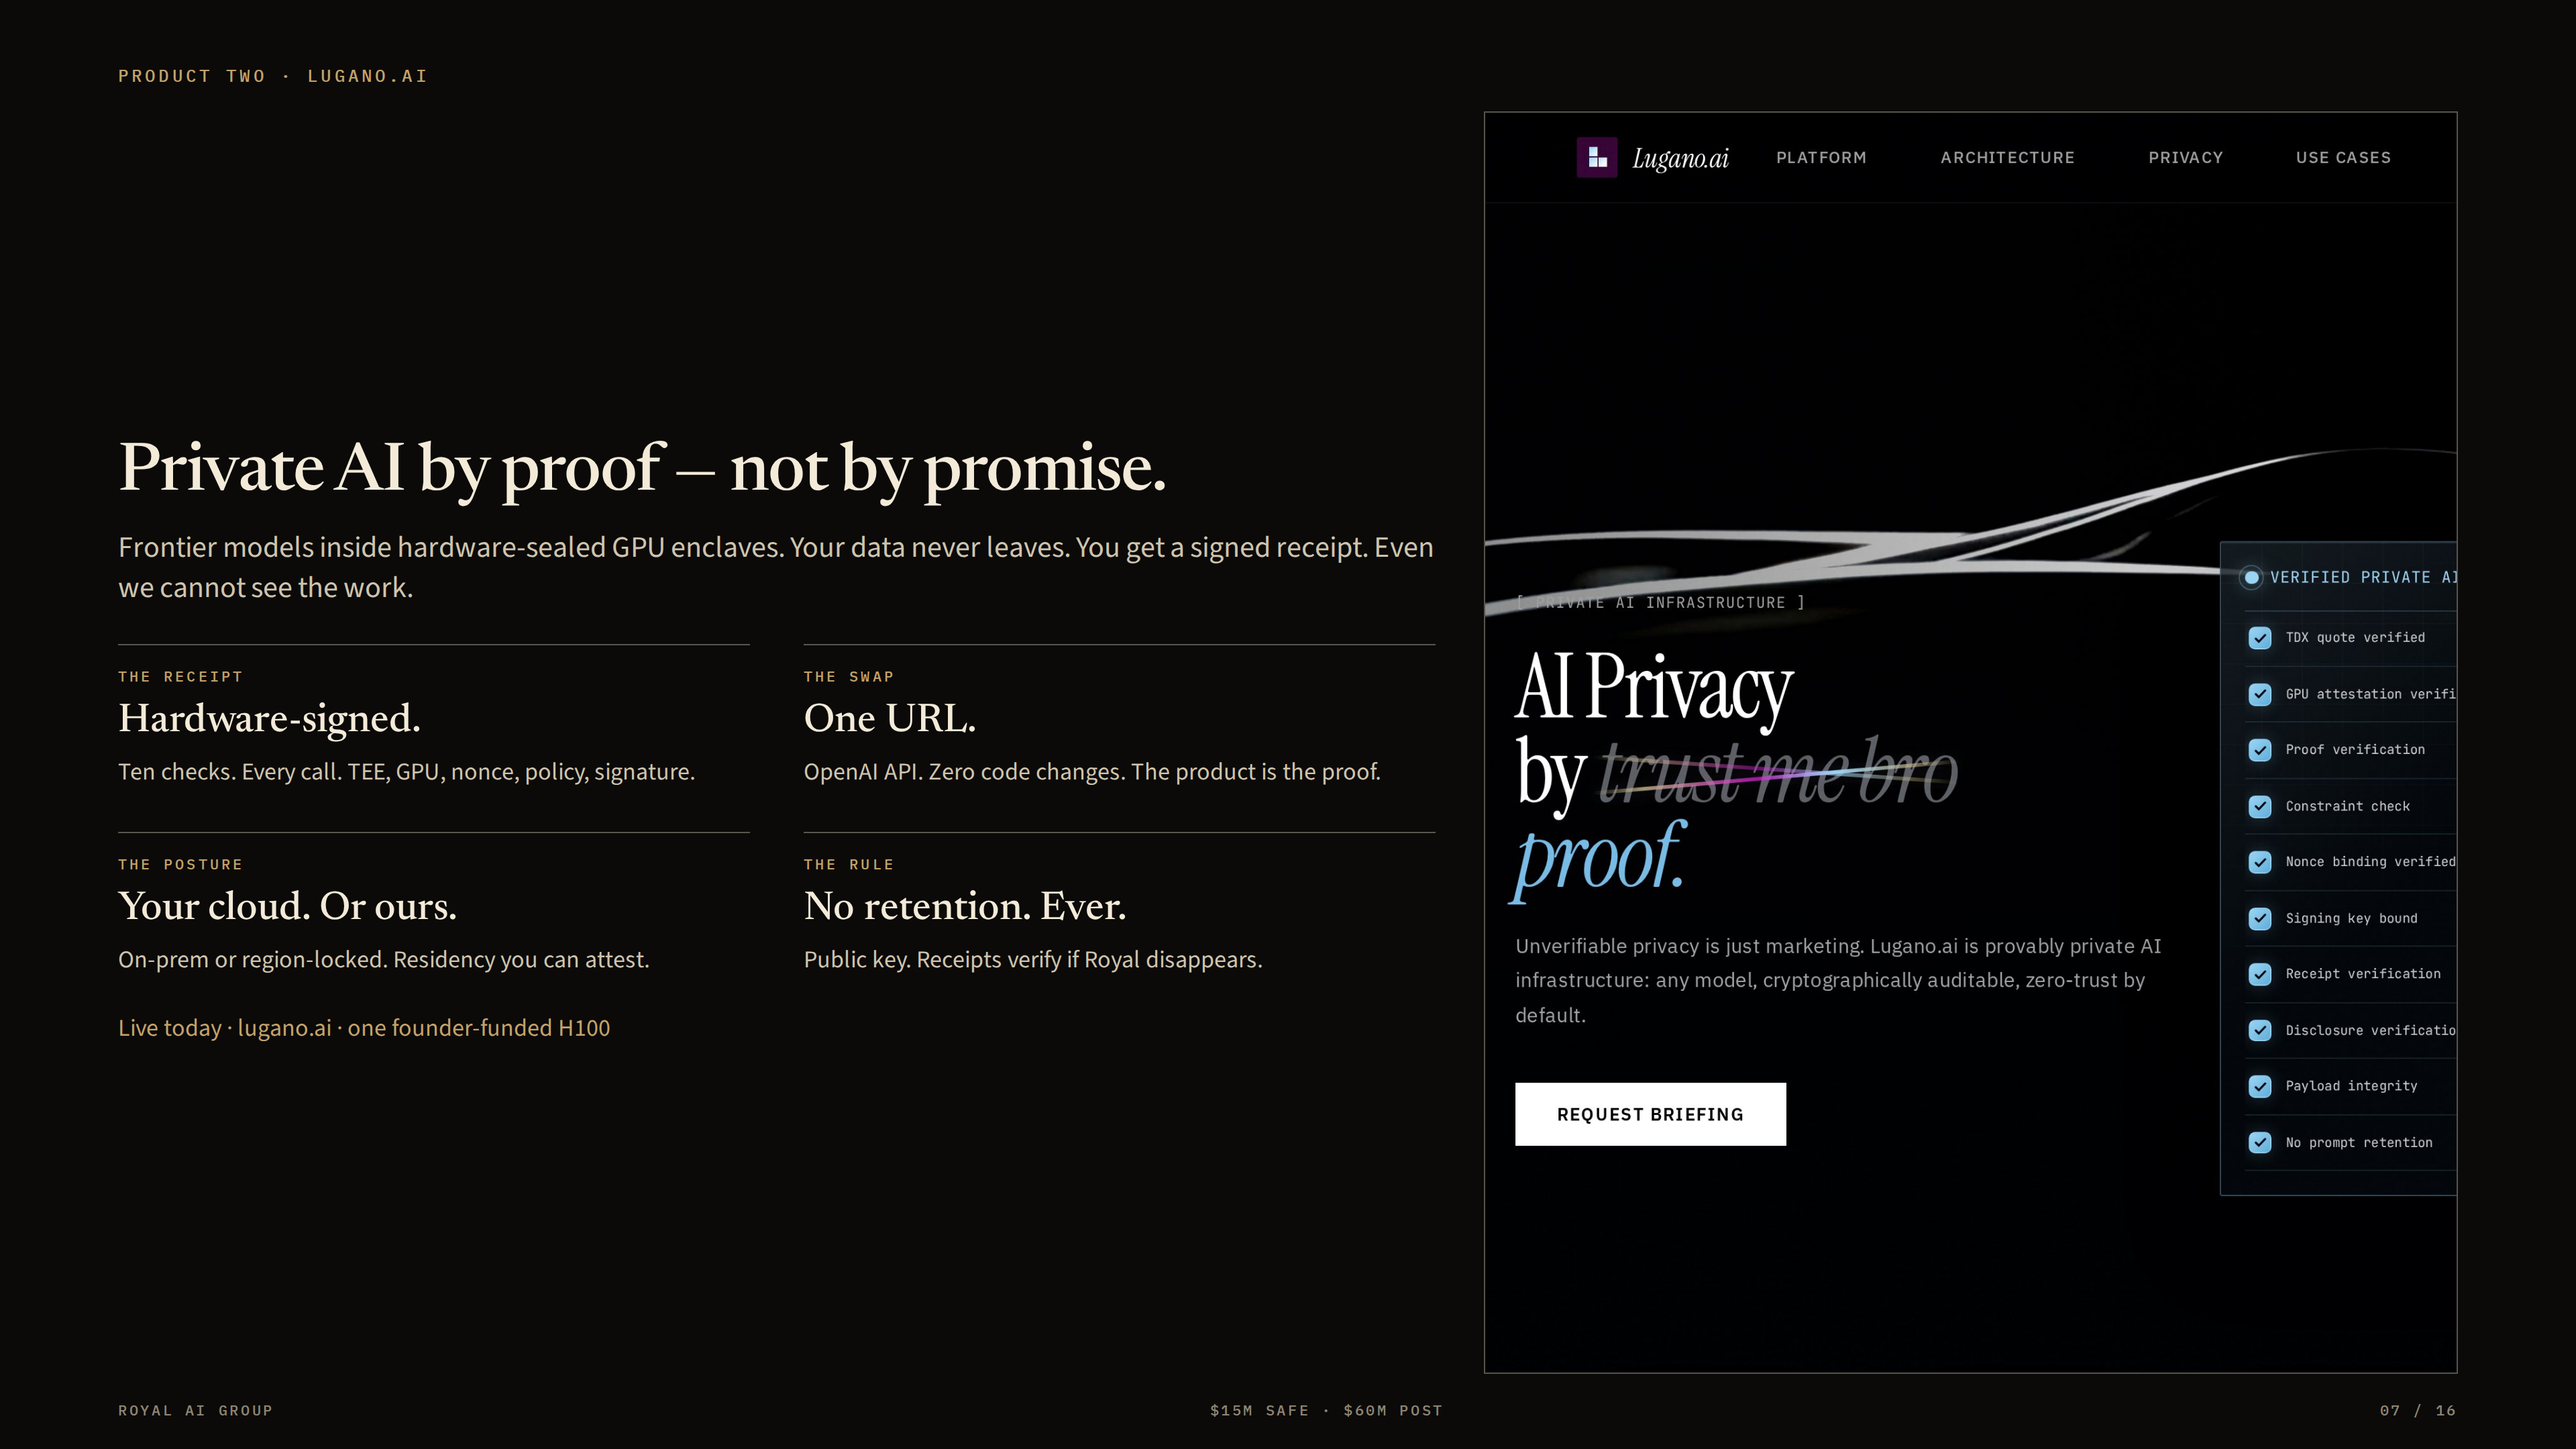 PRODUCT TWO · LUGANO.AI
Private AI by proof — not by promise.
Frontier models inside hardware-sealed GPU enclaves. Your data never leaves. You get a signed receipt. Even
we cannot see the work.
THE RECEIPT
Hardware-signed.
Ten checks. Every call. TEE, GPU, nonce, policy, signature.
THE SWAP
One URL.
OpenAI API. Zero code changes. The product is the proof.
THE POSTURE
Your cloud. Or ours.
On-prem or region-locked. Residency you can attest.
THE RULE
No retention. Ever.
Public key. Receipts verify if Royal disappears.
Live today · lugano.ai · one founder-funded H100
Lugano.ai
PLATFORM
ARCHITECTURE
PRIVACY
USE CASES
[ PRIVATE AI INFRASTRUCTURE ]
AI Privacy
by trust me bro
proof.
Unverifiable privacy is just marketing. Lugano.ai is provably private AI
infrastructure: any model, cryptographically auditable, zero-trust by
default.
REQUEST BRIEFING
VERIFIED PRIVATE AI
TDX quote verified
GPU attestation verifi
Proof verification
Constraint check
Nonce binding verified
Signing key bound
Receipt verification
Disclosure verificatio
Payload integrity
No prompt retention
ROYAL AI GROUP
$15M SAFE · $60M POST
07 / 16